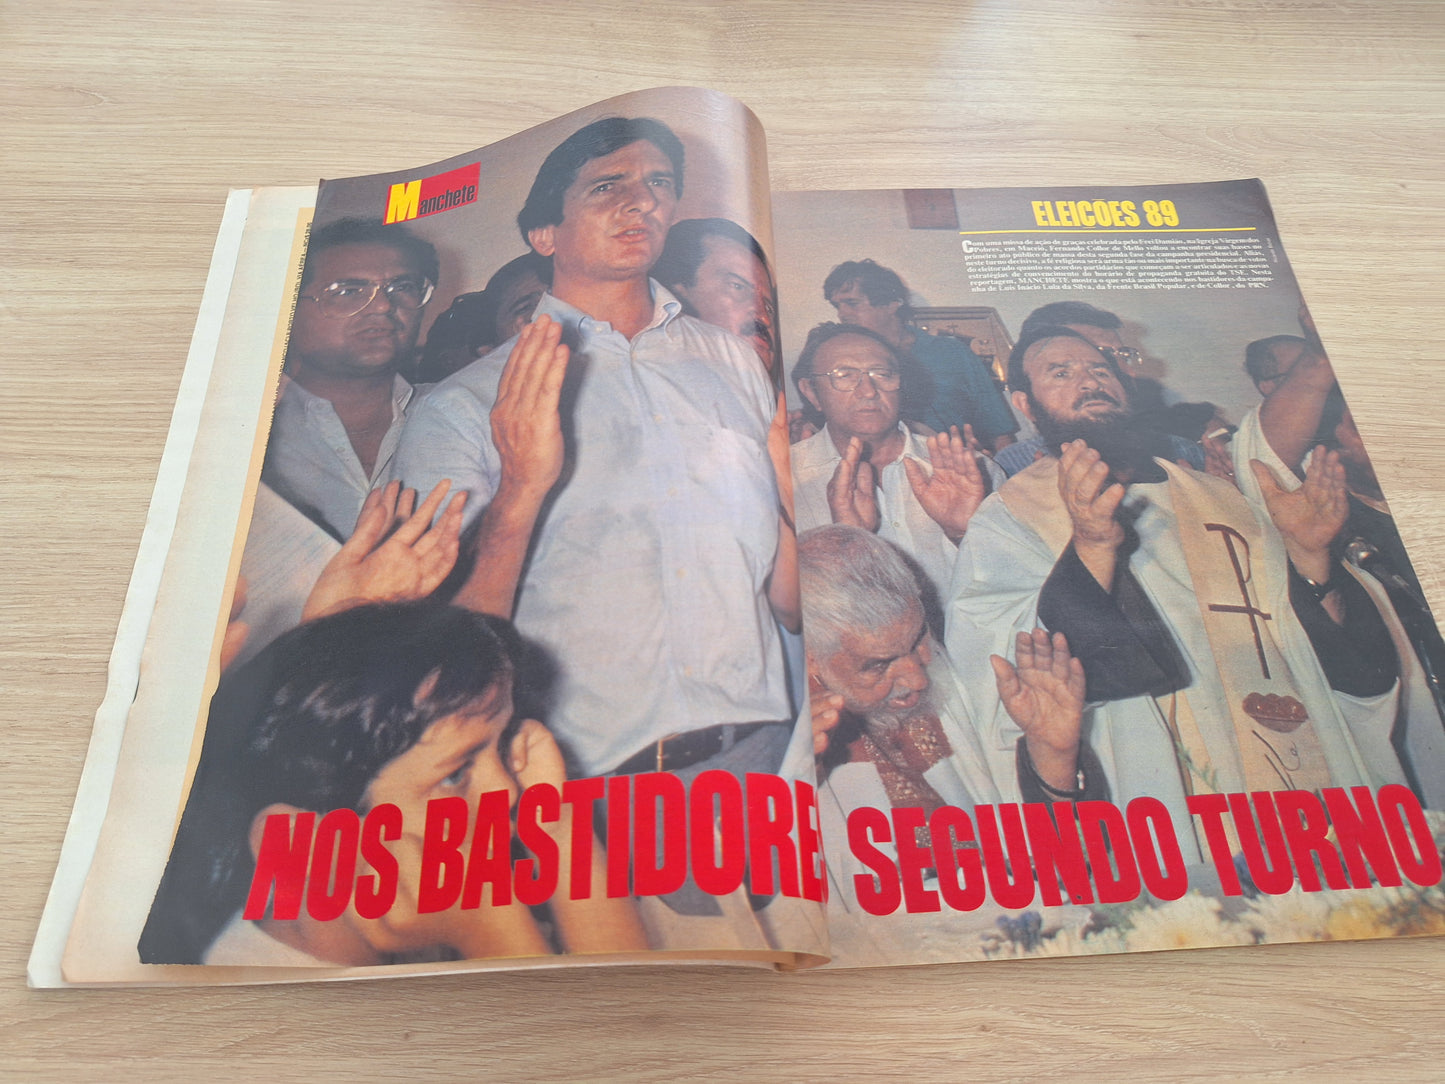 Manchete
ELEIÇÕES 89
Com uma missa de ação de graças celebrada pelo Frei Damião, na Igreja Virgem dos
Pobres, em Maceió, Fernando Collor de Mello voltou a encontrar suas bases no
primeiro ato público de massa desta segunda fase da campanha presidencial. Aliás,
neste turno decisivo, a fé religiosa será arma tão ou mais importante na busca de votos
do eleitorado quanto os acordos partidários que começam a ser articulados e as novas
estratégias de convencimento do horário de propaganda gratuita do TSE. Nesta
reportagem, MANCHETE mostra o que está acontecendo nos bastidores da campa-
nha de Luís Inácio Lula da Silva, da Frente Brasil Popular, e de Collor, do PRN.
NOS BASTIDORES SEGUNDO TURNO